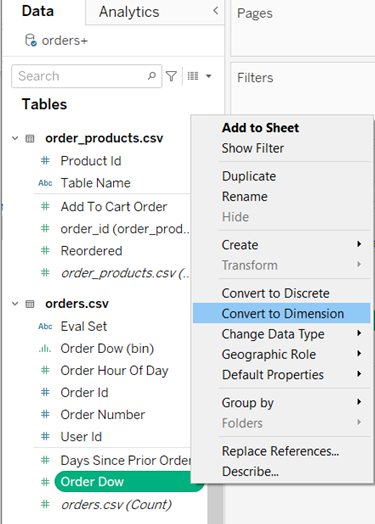 Data
Analytics
Pages
orders+
Search
Filters
Tables
order_products.csv
Product Id
Abc
Table Name
Add To Cart Order
order_id (order_prod...
Reordered
order_products.csv (...
orders.csv
Abc
Eval Set
Order Dow (bin)
Order Hour Of Day
Order Id
Order Number
User Id
Days Since Prior Order
Order Dow
orders.csv (Count)
Add to Sheet
Show Filter
Duplicate
Rename
Hide
Create
Transform
Convert to Discrete
Convert to Dimension
Change Data Type
Geographic Role
Default Properties
Group by
Folders
Replace References...
Describe...